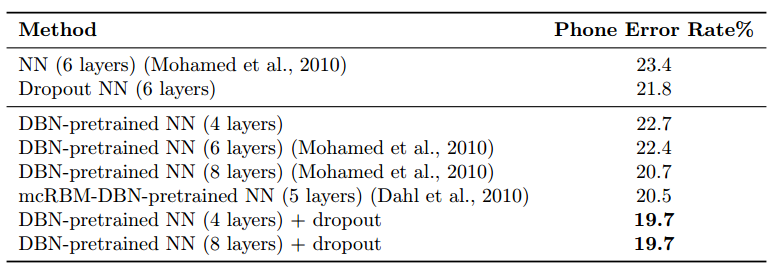 Method Phone Error Rate%
NN (6 layers) (Mohamed et al., 2010) 23.4
Dropout NN (6 layers) 21.8
DBN-pretrained NN (4 layers) 22.7
DBN-pretrained NN (6 layers) (Mohamed et al., 2010) 22.4
DBN-pretrained NN (8 layers) (Mohamed et al., 2010) 20.7
mcRBM-DBN-pretrained NN (5 layers) (Dahl et al., 2010) 20.5
DBN-pretrained NN (4 layers) + dropout 19.7
DBN-pretrained NN (8 layers) + dropout 19.7